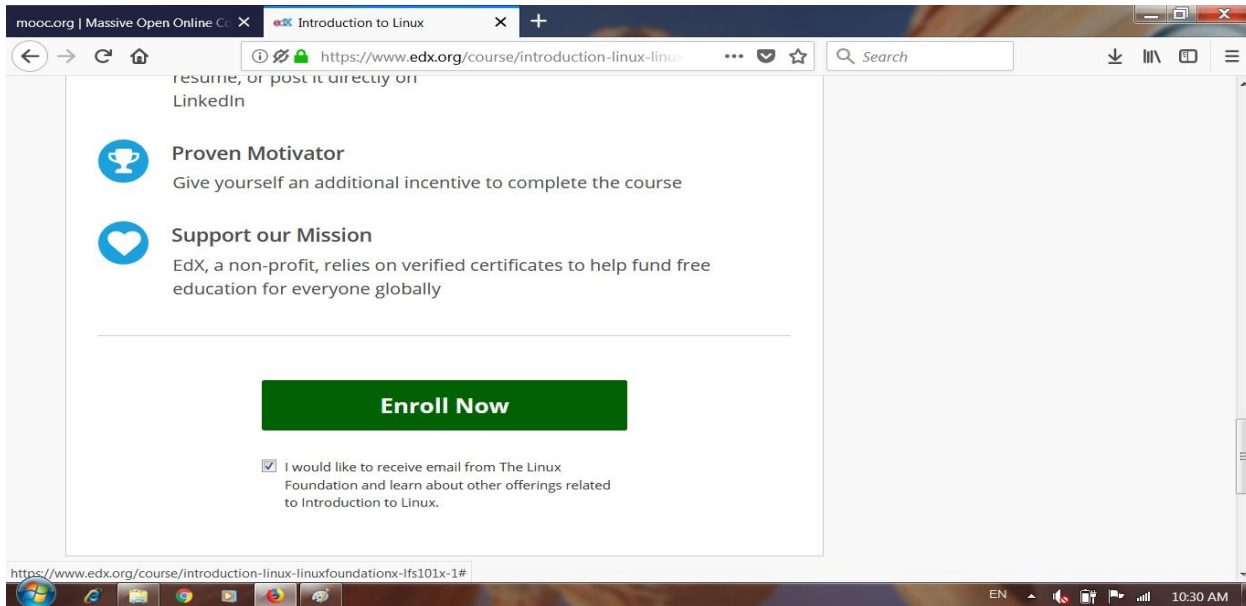 mooc.org | Massive Open Online Co
edX Introduction to Linux
https://www.edx.org/course/introduction-linux-linux
Search
resume, or post it directly on
LinkedIn
Proven Motivator
Give yourself an additional incentive to complete the course
Support our Mission
EdX, a non-profit, relies on verified certificates to help fund free
education for everyone globally
Enroll Now
I would like to receive email from The Linux
Foundation and learn about other offerings related
to Introduction to Linux.
https://www.edx.org/course/introduction-linux-linuxfoundationx-lfs101x-1#
EN
10:30 AM